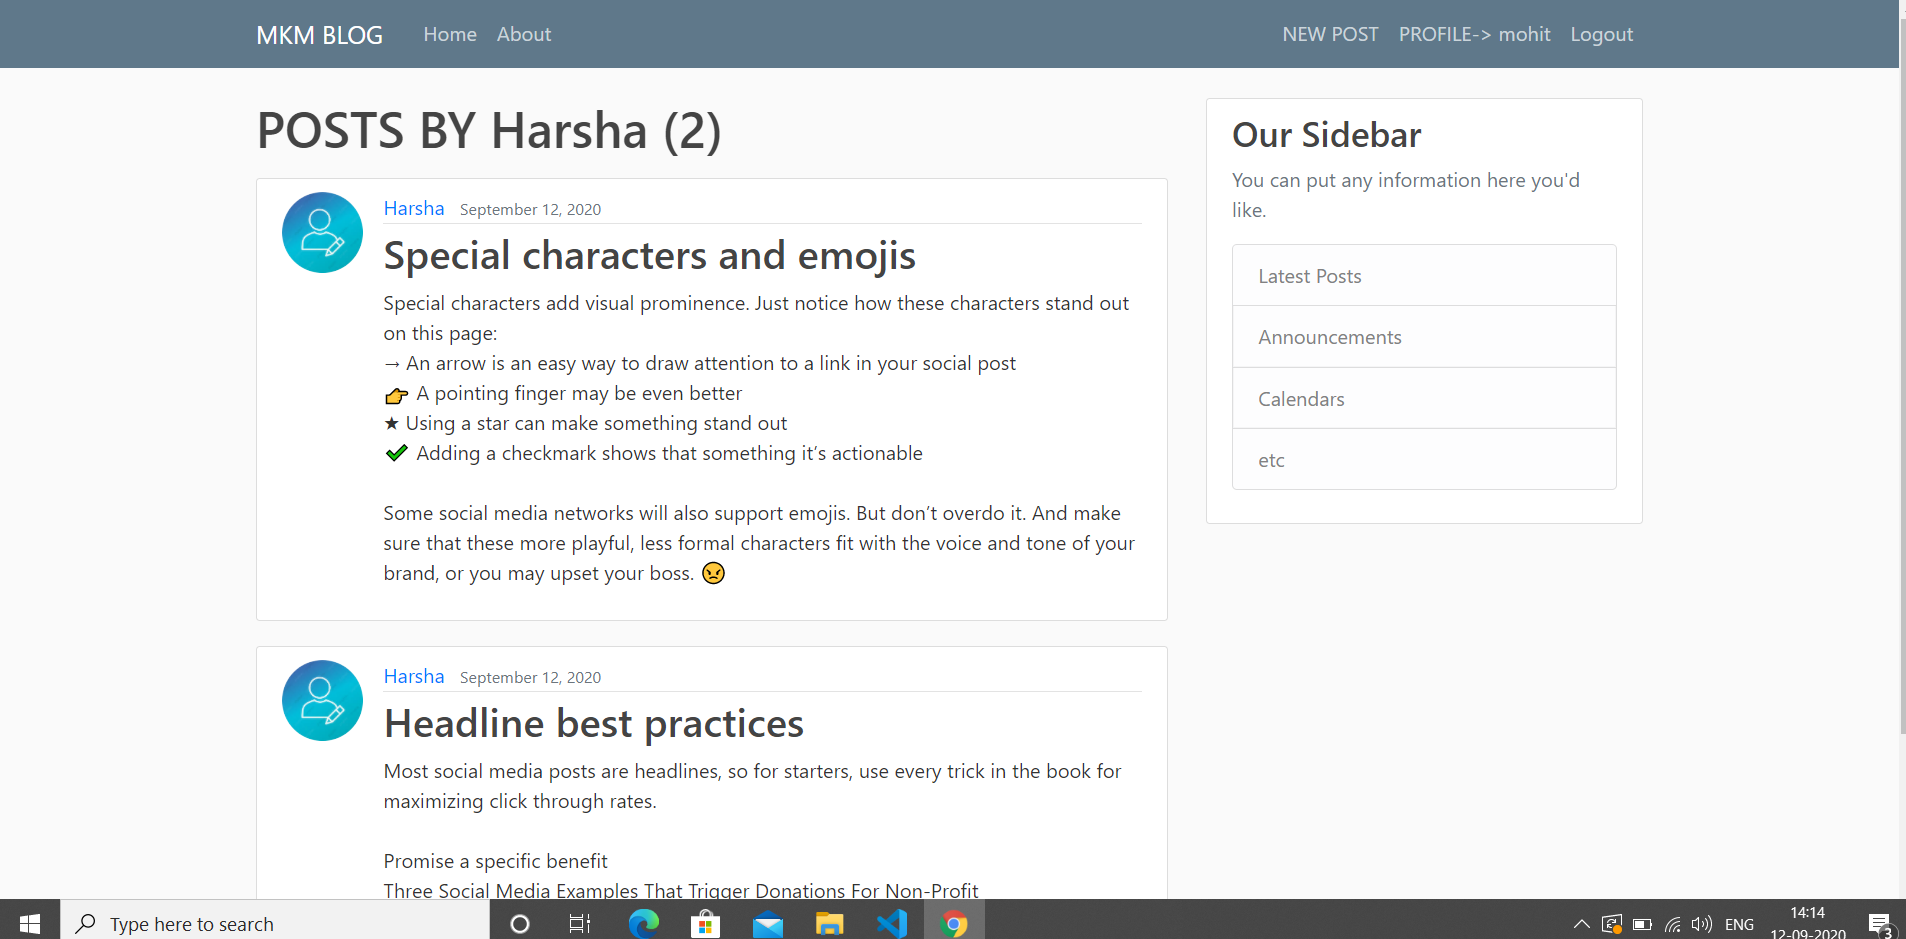 MKM BLOG Home About NEW POST PROFILE-> mohit Logout
POSTS BY Harsha (2)
Harsha September 12, 2020
Special characters and emojis
Special characters add visual prominence. Just notice how these characters stand out
on this page:
→ An arrow is an easy way to draw attention to a link in your social post
👉 A pointing finger may be even better
★ Using a star can make something stand out
✔ Adding a checkmark shows that something it’s actionable
Some social media networks will also support emojis. But don’t overdo it. And make
sure that these more playful, less formal characters fit with the voice and tone of your
brand, or you may upset your boss. 😠
Harsha September 12, 2020
Headline best practices
Most social media posts are headlines, so for starters, use every trick in the book for
maximizing click through rates.
Promise a specific benefit
Three Social Media Examples That Trigger Donations For Non-Profit
Our Sidebar
You can put any information here you'd
like.
Latest Posts
Announcements
Calendars
etc
Type here to search
ENG
14:14
12-09-2020
3